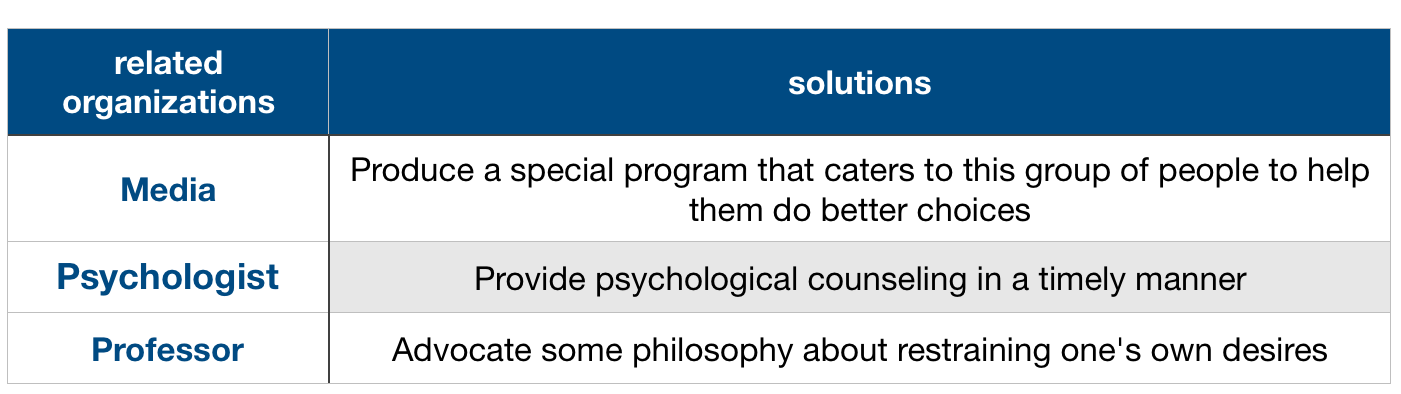 related
organizations
solutions
Media
Produce a special program that caters to this group of people to help
them do better choices
Psychologist
Provide psychological counseling in a timely manner
Professor
Advocate some philosophy about restraining one's own desires